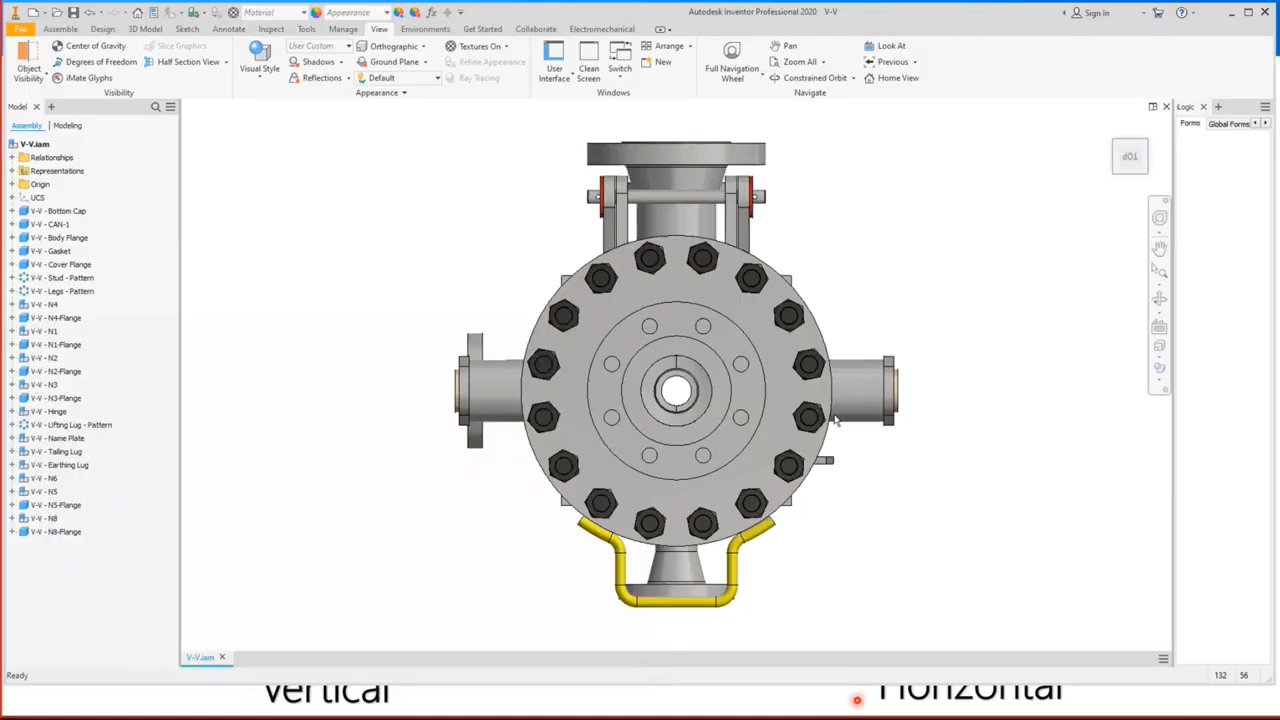 Material Appearance Autodesk Inventor Professional 2020 V-V Sign In
File Assemble Design 3D Model Sketch Annotate Inspect Tools Manage View Environments Get Started Collaborate Electromechanical
Object Visibility
Center of Gravity
Degrees of Freedom
iMate Glyphs
Slice Graphics
Half Section View
Visibility
Visual Style
User Custom
Shadows
Reflections
Orthographic
Ground Plane
Default
Textures On
Refine Appearance
Ray Tracing
Appearance
User Interface
Clean Screen
Switch
Arrange
New
Windows
Full Navigation Wheel
Pan
Zoom All
Constrained Orbit
Look At
Previous
Home View
Navigate
Model
Assembly Modeling
V-V.iam
Relationships
Representations
Origin
UCS
V-V - Bottom Cap
V-V - CAN-1
V-V - Body Flange
V-V - Gasket
V-V - Cover Flange
V-V - Stud - Pattern
V-V - Legs - Pattern
V-V - N4
V-V - N4-Flange
V-V - N1
V-V - N1-Flange
V-V - N2
V-V - N2-Flange
V-V - N3
V-V - N3-Flange
V-V - Hinge
V-V - Lifting Lug - Pattern
V-V - Name Plate
V-V - Tailing Lug
V-V - Earthing Lug
V-V - N6
V-V - N5
V-V - N5-Flange
V-V - N8
V-V - N8-Flange
TOP
iLogic
Forms Global Forms
V-V.iam
Ready 132 56
Vertical Horizontal